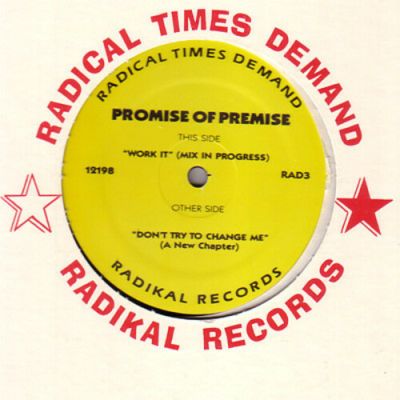 RADICAL TIMES DEMAND
RADICAL TIMES DEMAND
PROMISE OF PREMISE
THIS SIDE
"WORK IT" (MIX IN PROGRESS)
12198
RAD3
OTHER SIDE
"DON'T TRY TO CHANGE ME"
(A New Chapter)
RADIKAL RECORDS
RADIKAL RECORDS